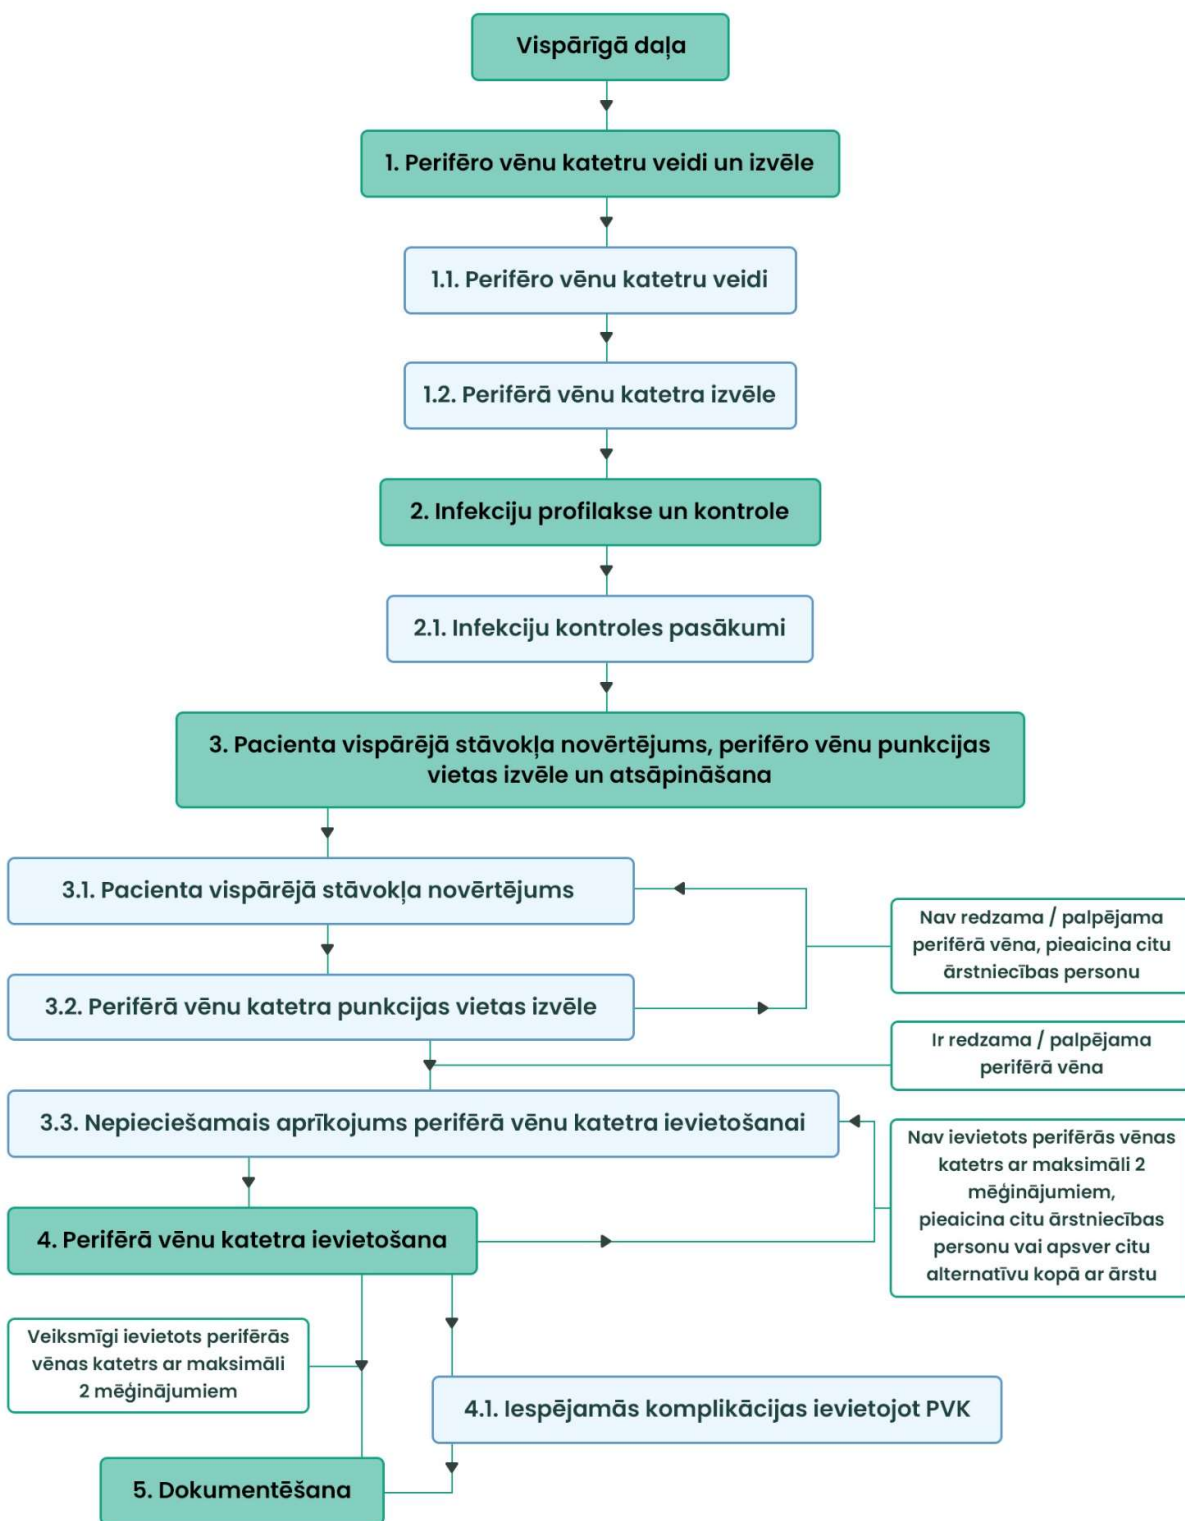 Vispārīgā daļa
1. Perifēro vēnu katetru veidi un izvēle
1.1. Perifēro vēnu katetru veidi
1.2. Perifērā vēnu katetra izvēle
2. Infekciju profilakse un kontrole
2.1. Infekciju kontroles pasākumi
3. Pacienta vispārējā stāvokļa novērtējums, perifēro vēnu punkcijas
vietas izvēle un atsāpināšana
3.1. Pacienta vispārējā stāvokļa novērtējums
Nav redzama / palpējama
perifērā vēna, pieaicina citu
ārstniecības personu
3.2. Perifērā vēnu katetra punkcijas vietas izvēle
Ir redzama / palpējama
perifērā vēna
3.3. Nepieciešamais aprīkojums perifērā vēnu katetra ievietošanai
Nav ievietots perifērās vēnas
katetrs ar maksimāli 2
mēģinājumiem,
pieaicina citu ārstniecības
personu vai apsver citu
alternatīvu kopā ar ārstu
4. Perifērā vēnu katetra ievietošana
Veiksmīgi ievietots perifērās
vēnas katetrs ar maksimāli
2 mēģinājumiem
4.1. Iespējamās komplikācijas ievietojot PVK
5. Dokumentēšana